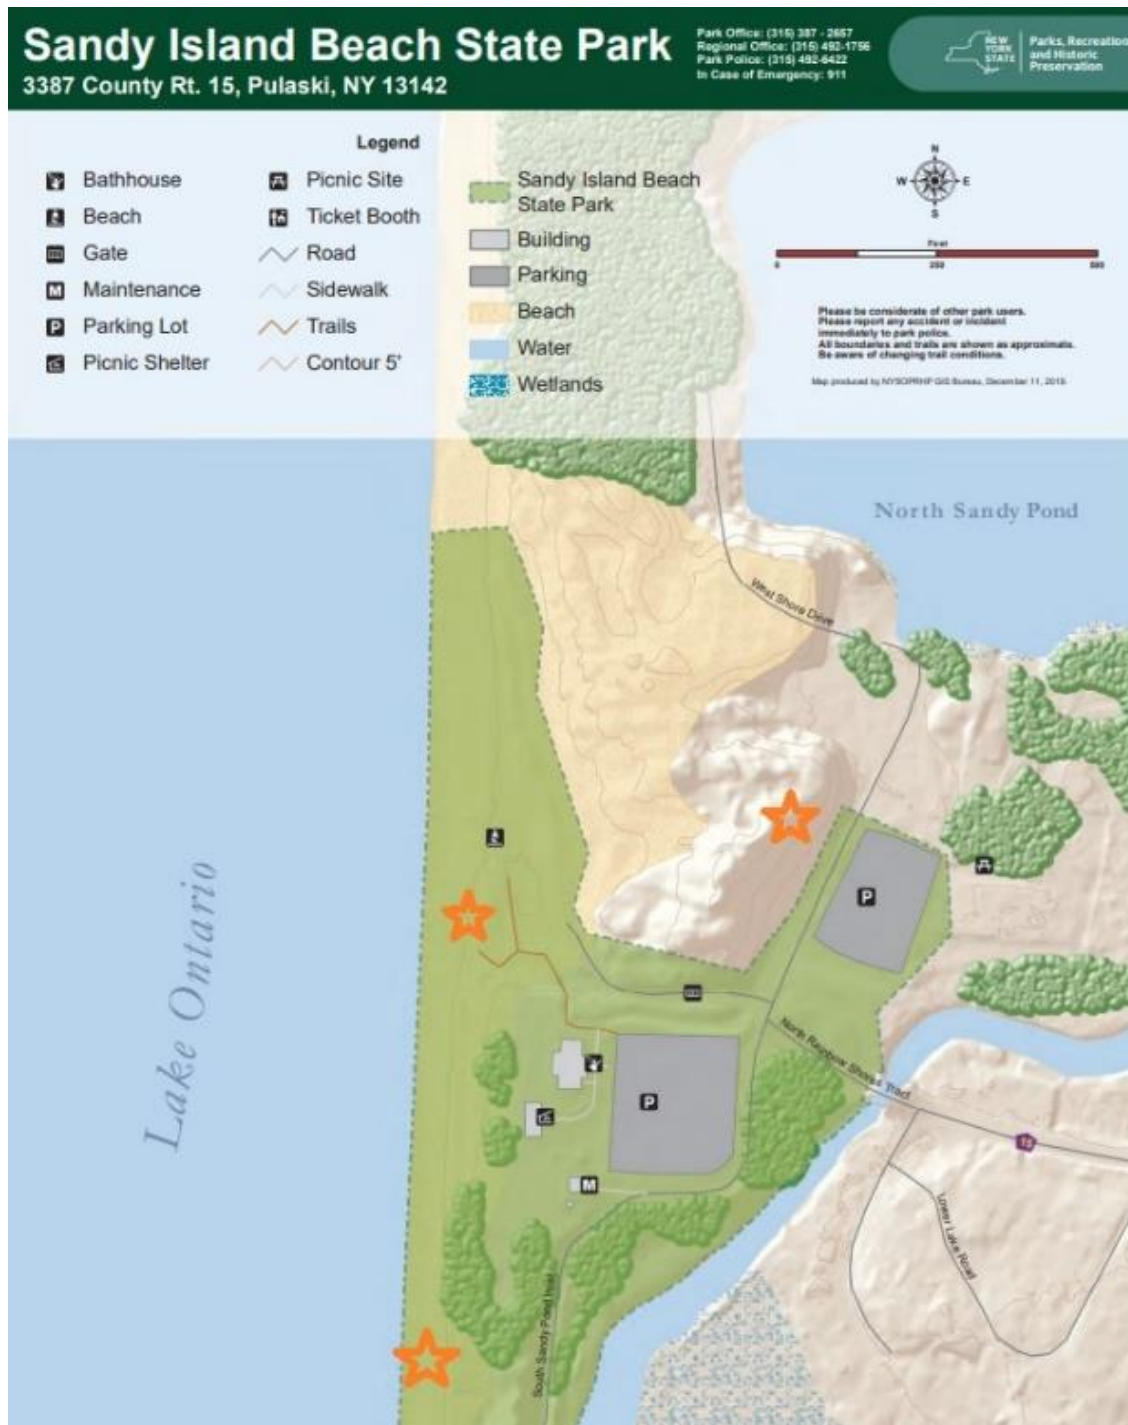 Sandy Island Beach State Park
3387 County Rt. 15, Pulaski, NY 13142
Park Office: (315) 387 - 2657
Regional Office: (315) 492-1756
Park Police: (315) 492-6422
In Case of Emergency: 911
NEW
YORK
STATE
Parks, Recreation
and Historic
Preservation
Legend
Bathhouse
Beach
Gate
Maintenance
Parking Lot
Picnic Shelter
Picnic Site
Ticket Booth
Road
Sidewalk
Trails
Contour 5'
Sandy Island Beach
State Park
Building
Parking
Beach
Water
Wetlands
M
P
N
W
E
S
Feet
0
250
500
Please be considerate of other park users.
Please report any accident or incident
immediately to park police.
All boundaries and trails are shown as approximate.
Be aware of changing trail conditions.
Map produced by NYSOPRHP GIS Bureau, December 11, 2019.
North Sandy Pond
West Shore Drive
Lake Ontario
P
North Rainbow Shores Tract
P
15
M
Lower Lake Road
South Sandy Pond